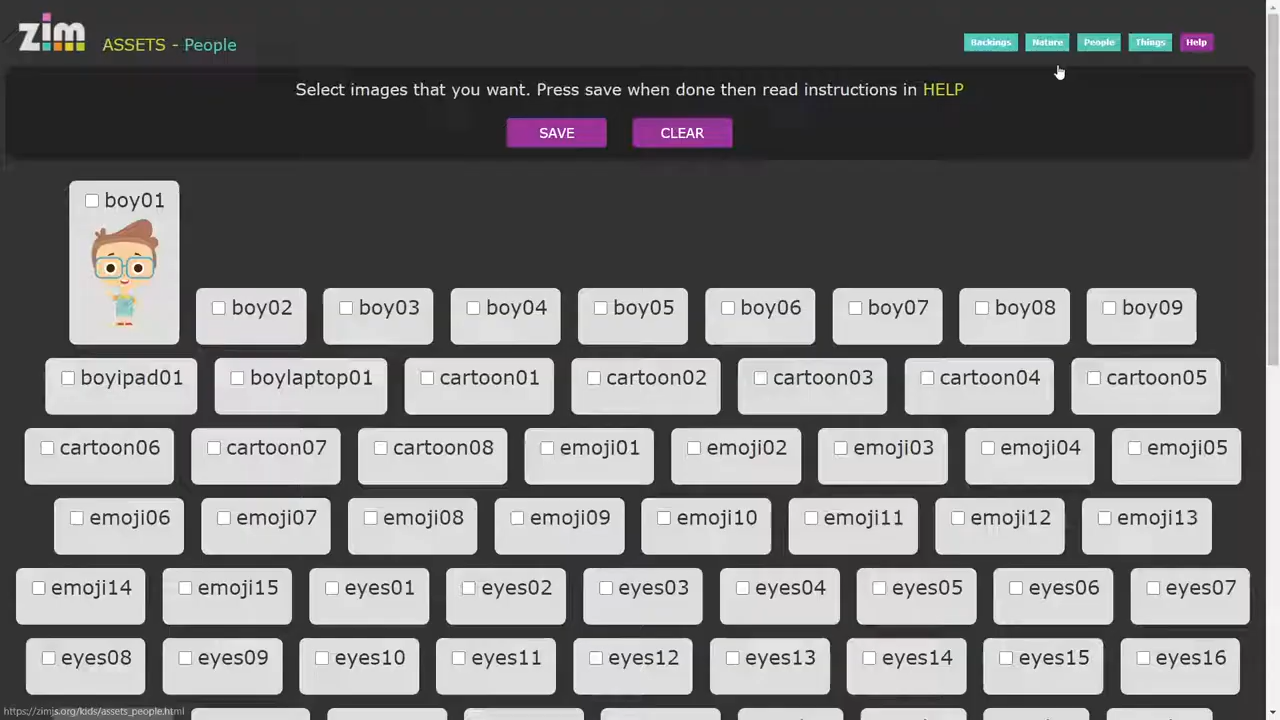 zim ASSETS - People Backings Nature People Things Help
Select images that you want. Press save when done then read instructions in HELP
SAVE CLEAR
boy01
boy02 boy03 boy04 boy05 boy06 boy07 boy08 boy09
boyipad01 boylaptop01 cartoon01 cartoon02 cartoon03 cartoon04 cartoon05
cartoon06 cartoon07 cartoon08 emoji01 emoji02 emoji03 emoji04 emoji05
emoji06 emoji07 emoji08 emoji09 emoji10 emoji11 emoji12 emoji13
emoji14 emoji15 eyes01 eyes02 eyes03 eyes04 eyes05 eyes06 eyes07
eyes08 eyes09 eyes10 eyes11 eyes12 eyes13 eyes14 eyes15 eyes16
https://zimjs.org/kids/assets_people.html